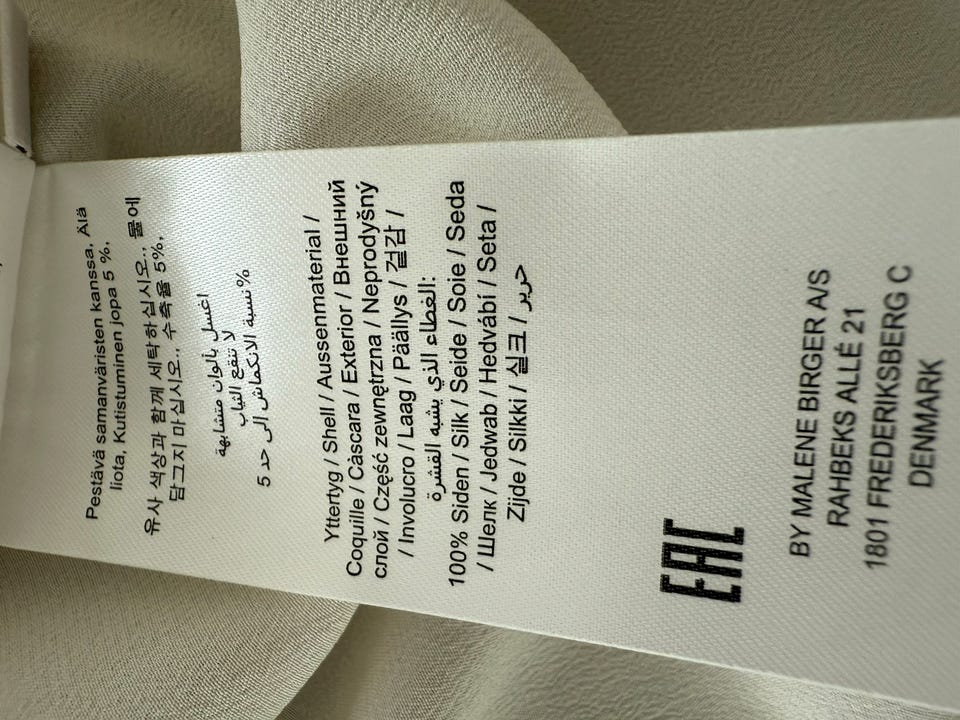 Pestävä samanväristen kanssa, Älä
liota, Kutistuminen jopa 5 %,
유사 색상과 함께 세탁하십시오., 물에
담그지 마십시오., 수축율 5%,
اغسل بألوان متشابهة
لا تنقع الثياب
%نسبة الانكماش إلى حد 5
Yttertyg / Shell / Aussenmaterial /
Coquille / Cáscara / Exterior / Внешний
слой / Część zewnętrzna / Neprodyšný
/ Involucro / Laag / Päällys / 겉감 /
الغطاء الذي يشبه القشرة:
100% Siden / Silk / Seide / Soie / Seda
/ Шелк / Jedwab / Hedvábí / Seta /
Zijde / Silkki / 실크 / حرير
EAC
BY MALENE BIRGER A/S
RAHBEKS ALLÉ 21
1801 FREDERIKSBERG C
DENMARK